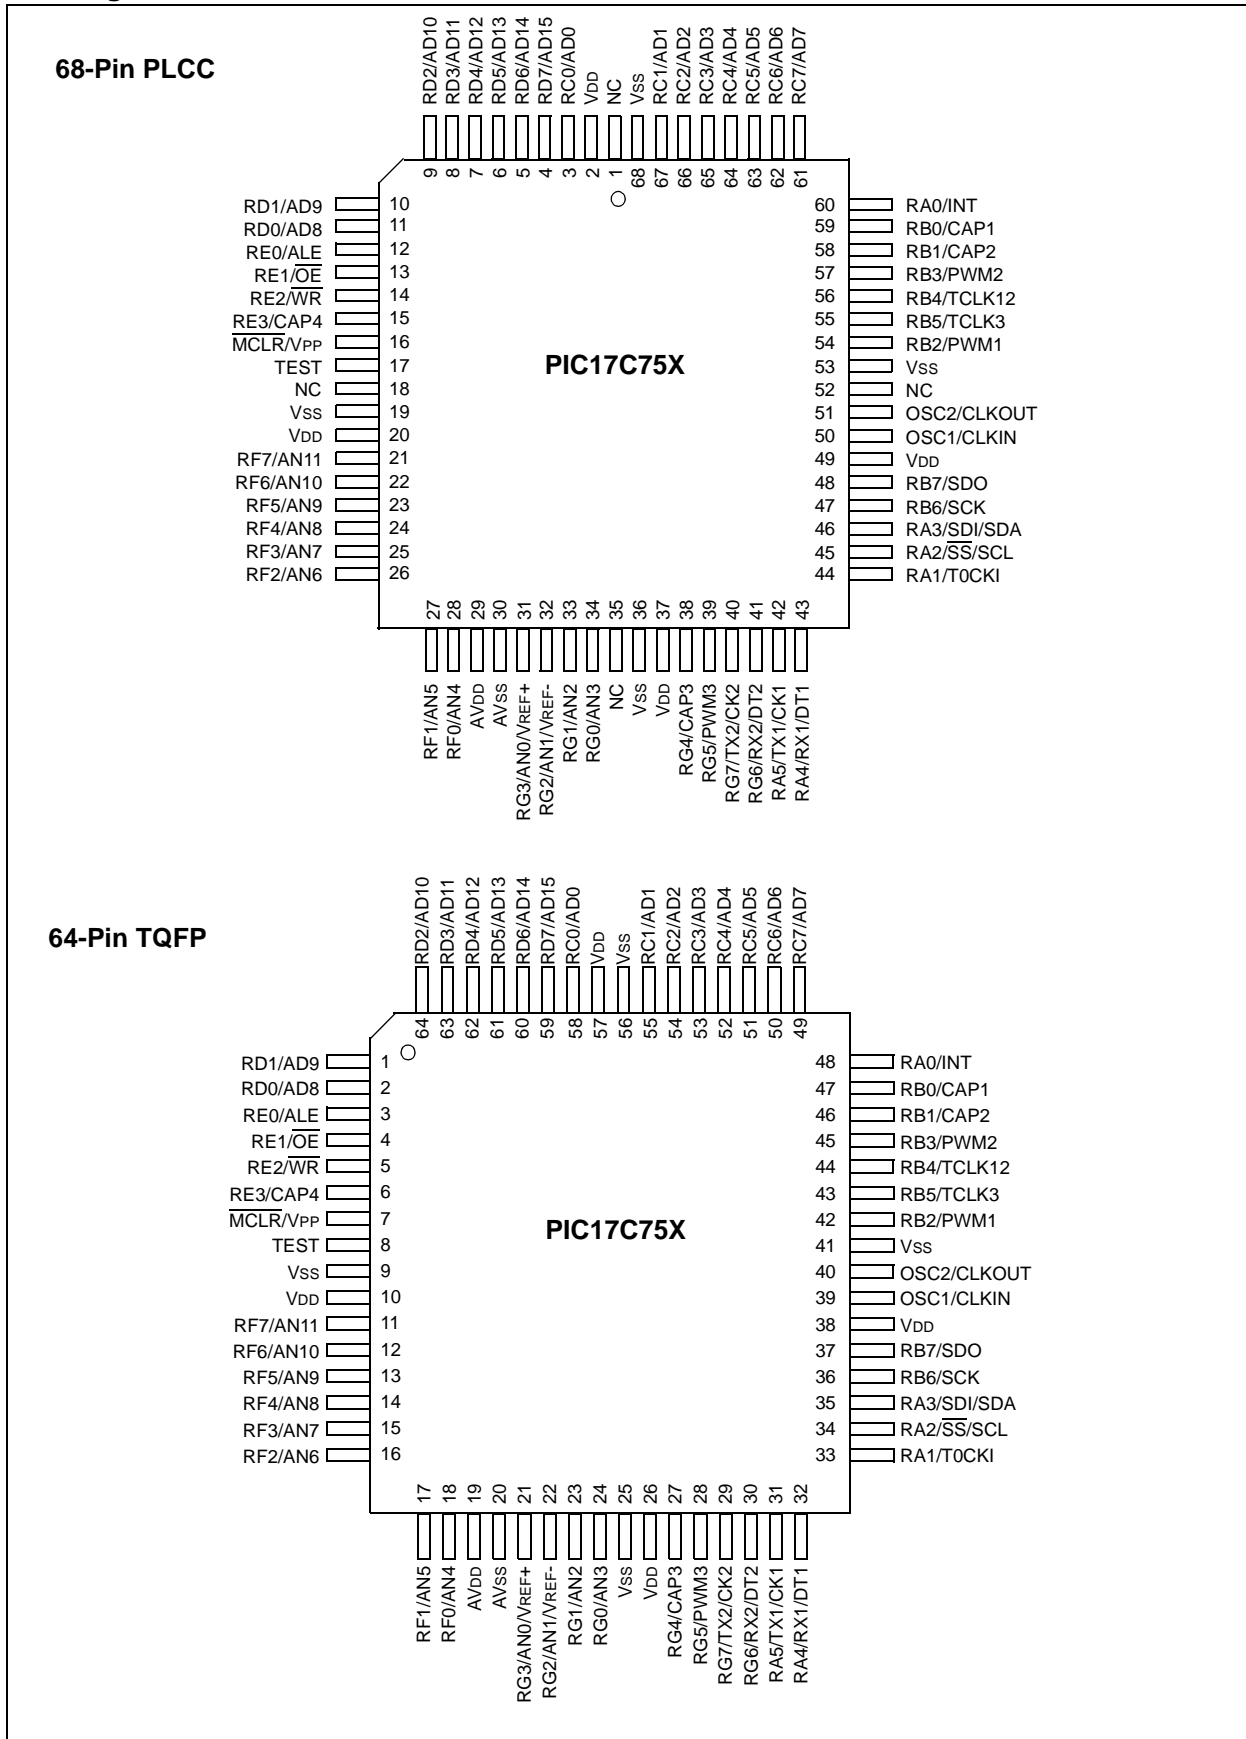 68-Pin PLCC
RD2/AD10
RD3/AD11
RD4/AD12
RD5/AD13
RD6/AD14
RD7/AD15
RC0/AD0
VDD
NC
VSS
RC1/AD1
RC2/AD2
RC3/AD3
RC4/AD4
RC5/AD5
RC6/AD6
RC7/AD7
9 8 7 6 5 4 3 2 1 68 67 66 65 64 63 62 61
RD1/AD9 10
RD0/AD8 11
RE0/ALE 12
RE1/OE 13
RE2/WR 14
RE3/CAP4 15
MCLR/VPP 16
TEST 17
NC 18
VSS 19
VDD 20
RF7/AN11 21
RF6/AN10 22
RF5/AN9 23
RF4/AN8 24
RF3/AN7 25
RF2/AN6 26
PIC17C75X
60 RA0/INT
59 RB0/CAP1
58 RB1/CAP2
57 RB3/PWM2
56 RB4/TCLK12
55 RB5/TCLK3
54 RB2/PWM1
53 VSS
52 NC
51 OSC2/CLKOUT
50 OSC1/CLKIN
49 VDD
48 RB7/SDO
47 RB6/SCK
46 RA3/SDI/SDA
45 RA2/SS/SCL
44 RA1/T0CKI
27 28 29 30 31 32 33 34 35 36 37 38 39 40 41 42 43
RF1/AN5
RF0/AN4
AVDD
AVSS
RG3/AN0/VREF+
RG2/AN1/VREF-
RG1/AN2
RG0/AN3
NC
VSS
VDD
RG4/CAP3
RG5/PWM3
RG7/TX2/CK2
RG6/RX2/DT2
RA5/TX1/CK1
RA4/RX1/DT1
64-Pin TQFP
RD2/AD10
RD3/AD11
RD4/AD12
RD5/AD13
RD6/AD14
RD7/AD15
RC0/AD0
VDD
VSS
RC1/AD1
RC2/AD2
RC3/AD3
RC4/AD4
RC5/AD5
RC6/AD6
RC7/AD7
64 63 62 61 60 59 58 57 56 55 54 53 52 51 50 49
RD1/AD9 1
RD0/AD8 2
RE0/ALE 3
RE1/OE 4
RE2/WR 5
RE3/CAP4 6
MCLR/VPP 7
TEST 8
VSS 9
VDD 10
RF7/AN11 11
RF6/AN10 12
RF5/AN9 13
RF4/AN8 14
RF3/AN7 15
RF2/AN6 16
PIC17C75X
48 RA0/INT
47 RB0/CAP1
46 RB1/CAP2
45 RB3/PWM2
44 RB4/TCLK12
43 RB5/TCLK3
42 RB2/PWM1
41 VSS
40 OSC2/CLKOUT
39 OSC1/CLKIN
38 VDD
37 RB7/SDO
36 RB6/SCK
35 RA3/SDI/SDA
34 RA2/SS/SCL
33 RA1/T0CKI
17 18 19 20 21 22 23 24 25 26 27 28 29 30 31 32
RF1/AN5
RF0/AN4
AVDD
AVSS
RG3/AN0/VREF+
RG2/AN1/VREF-
RG1/AN2
RG0/AN3
VSS
VDD
RG4/CAP3
RG5/PWM3
RG7/TX2/CK2
RG6/RX2/DT2
RA5/TX1/CK1
RA4/RX1/DT1